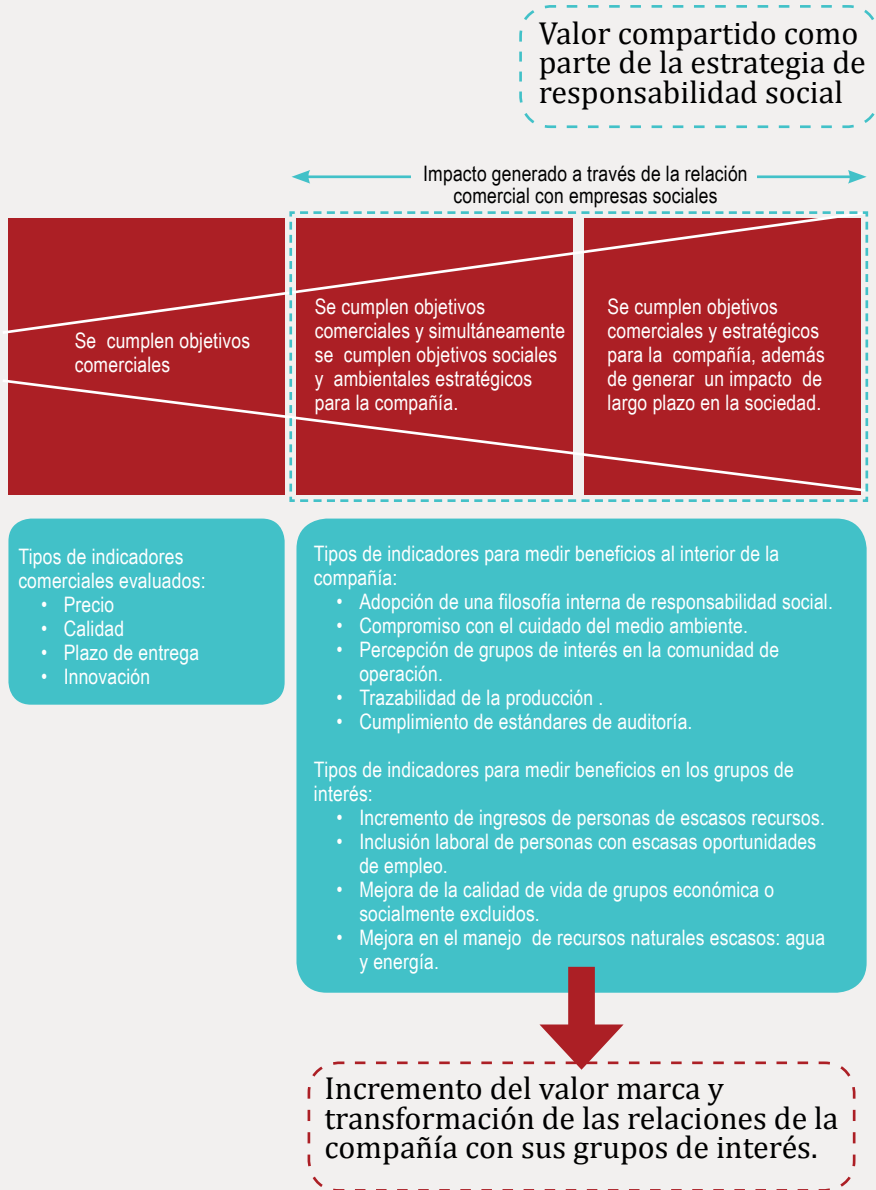 Valor compartido como
parte de la estrategia de
responsabilidad social
Impacto generado a través de la relación
comercial con empresas sociales
Se cumplen objetivos
comerciales
Se cumplen objetivos
comerciales y simultáneamente
se cumplen objetivos sociales
y ambientales estratégicos
para la compañía.
Se cumplen objetivos
comerciales y estratégicos
para la compañía, además
de generar un impacto de
largo plazo en la sociedad.
Tipos de indicadores
comerciales evaluados:
• Precio
• Calidad
• Plazo de entrega
• Innovación
Tipos de indicadores para medir beneficios al interior de la
compañía:
• Adopción de una filosofía interna de responsabilidad social.
• Compromiso con el cuidado del medio ambiente.
• Percepción de grupos de interés en la comunidad de
operación.
• Trazabilidad de la producción .
• Cumplimiento de estándares de auditoría.
Tipos de indicadores para medir beneficios en los grupos de
interés:
• Incremento de ingresos de personas de escasos recursos.
• Inclusión laboral de personas con escasas oportunidades
de empleo.
• Mejora de la calidad de vida de grupos económica o
socialmente excluidos.
• Mejora en el manejo de recursos naturales escasos: agua
y energía.
Incremento del valor marca y
transformación de las relaciones de la
compañía con sus grupos de interés.